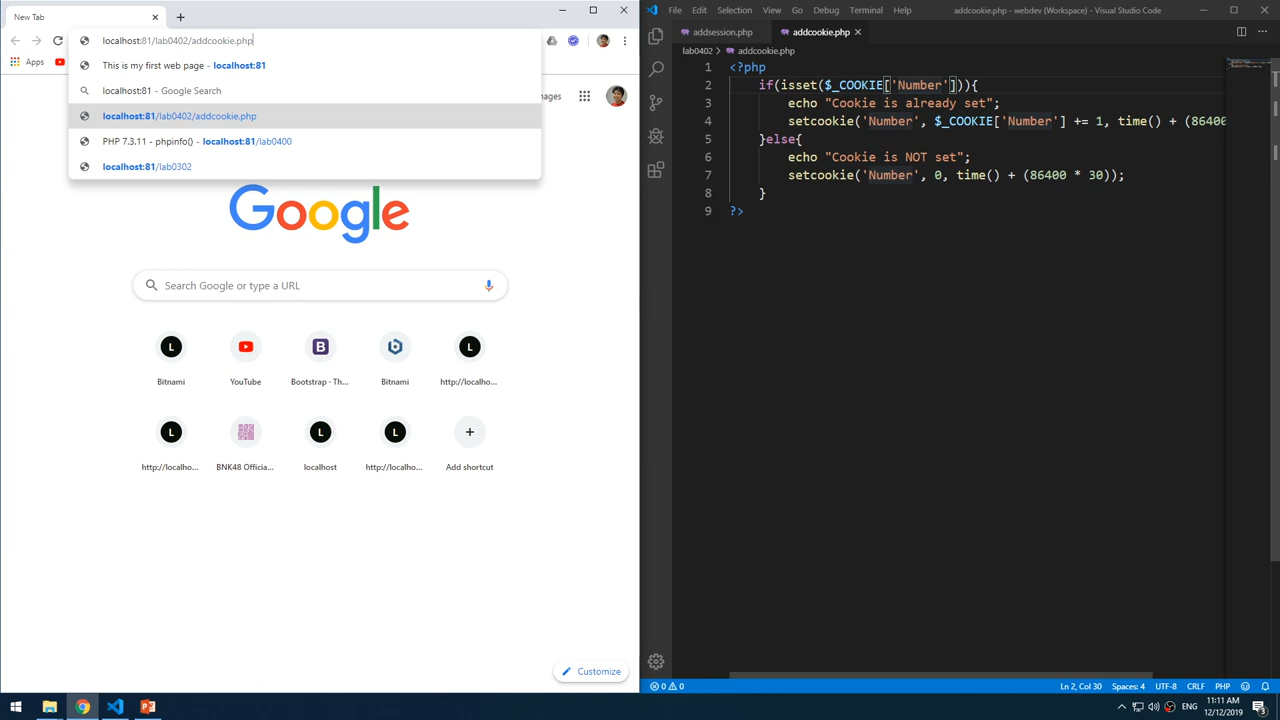 New Tab
localhost:81/lab0402/addcookie.php
Apps
This is my first web page - localhost:81
localhost:81 - Google Search
localhost:81/lab0402/addcookie.php
PHP 7.3.11 - phpinfo() - localhost:81/lab0400
localhost:81/lab0302
Google
Search Google or type a URL
L
B
L
Bitnami
YouTube
Bootstrap · Th...
Bitnami
http://localho...
L
L
L
http://localho...
BNK48 Officia...
localhost
http://localho...
Add shortcut
Customize
File Edit Selection View Go Debug Terminal Help
addcookie.php - webdev (Workspace) - Visual Studio Code
addsession.php
addcookie.php
lab0402 > addcookie.php
1 <?php
2 if(isset($_COOKIE['Number'])){
3 echo "Cookie is already set";
4 setcookie('Number', $_COOKIE['Number'] += 1, time() + (86400
5 }else{
6 echo "Cookie is NOT set";
7 setcookie('Number', 0, time() + (86400 * 30));
8 }
9 ?>
0 0
Ln 2, Col 30 Spaces: 4 UTF-8 CRLF PHP
ENG
11:11 AM
12/12/2019